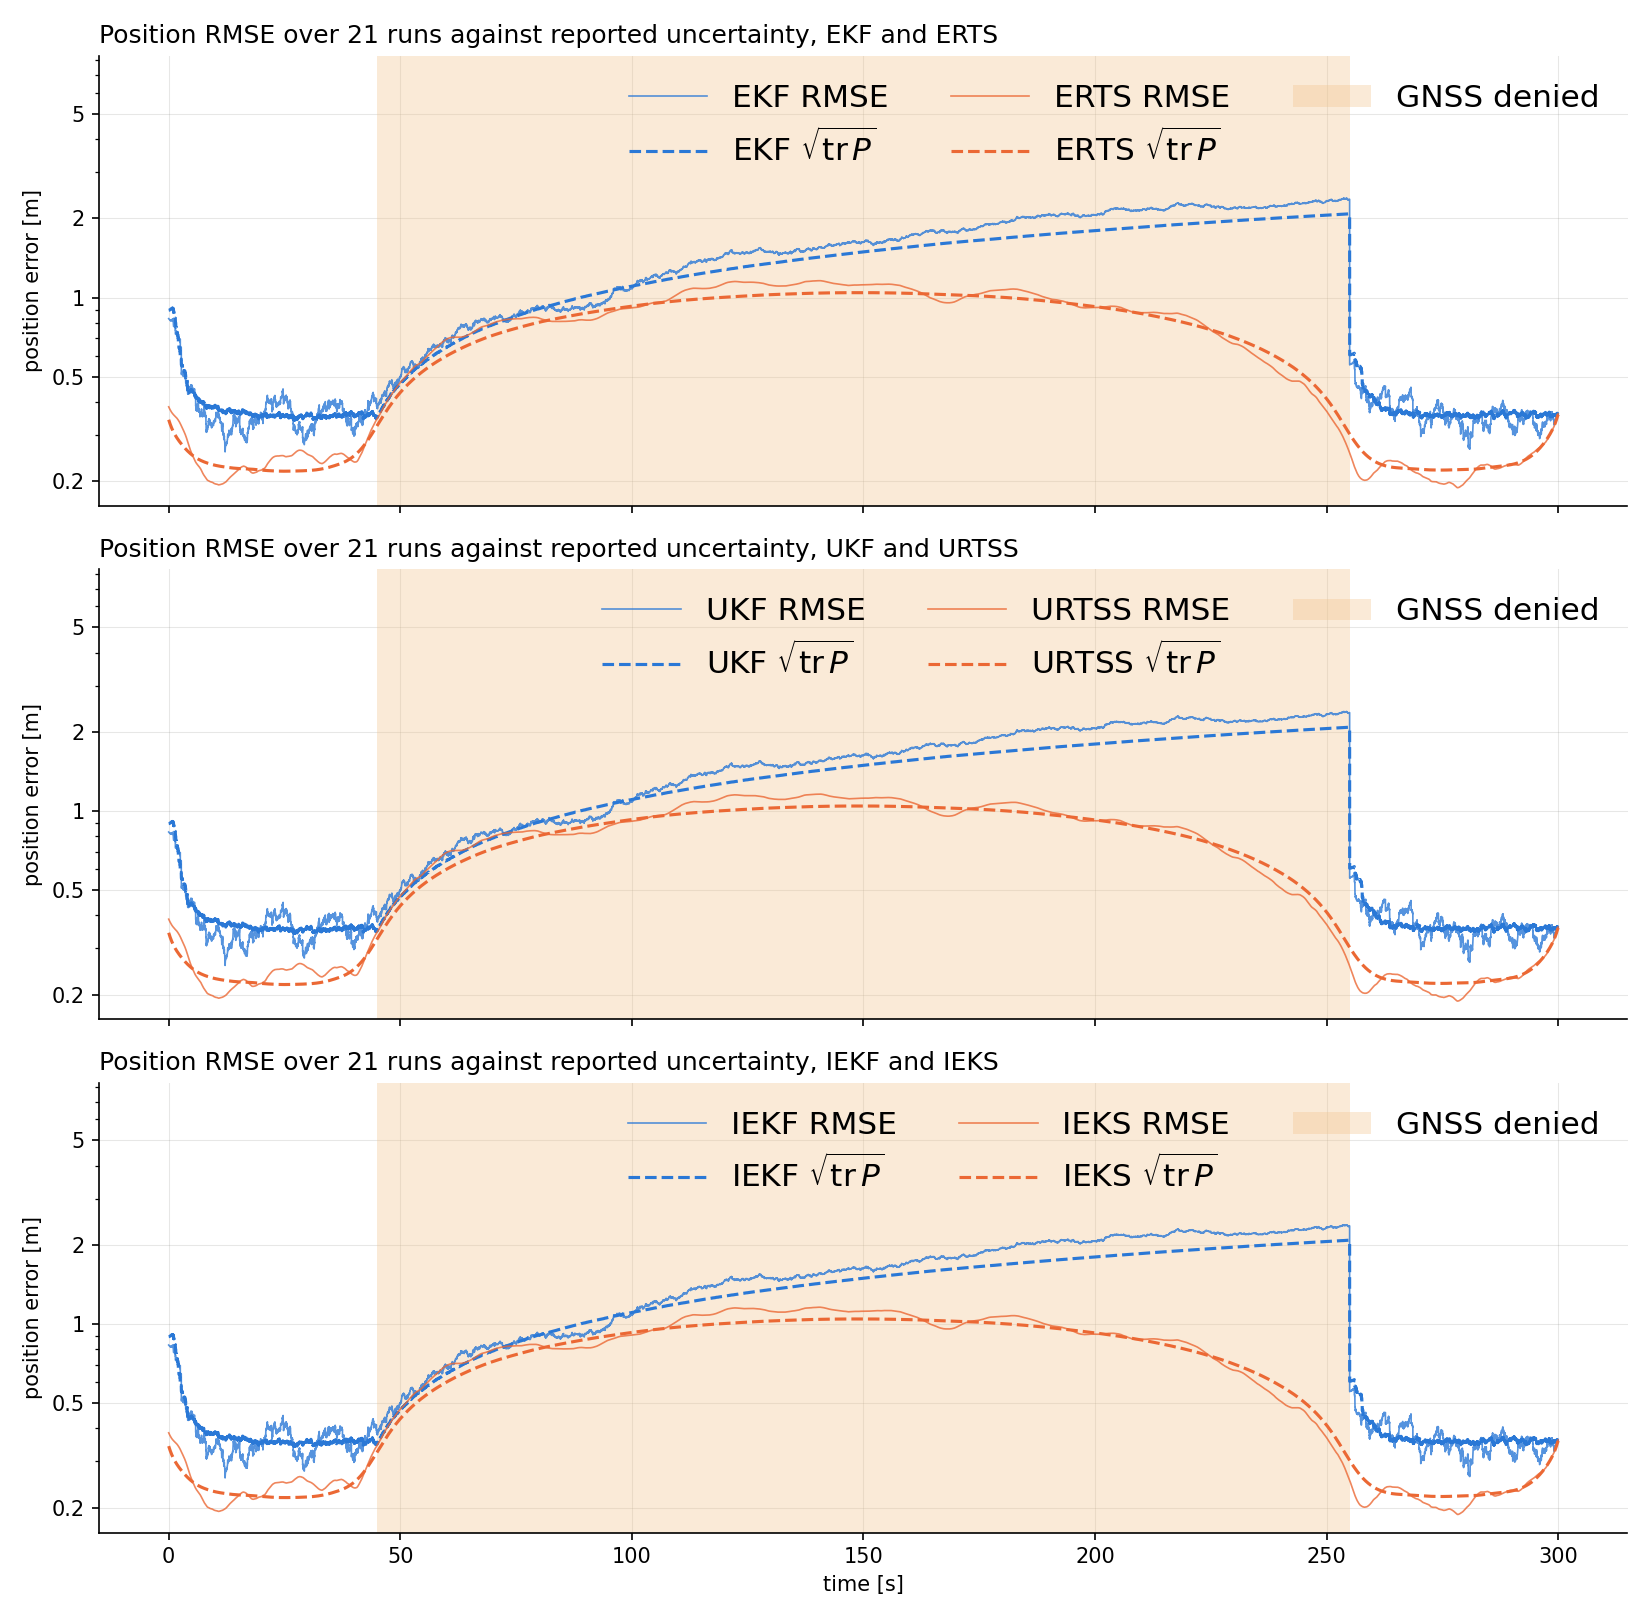 Position RMSE over 21 runs against reported uncertainty, EKF and ERTS
EKF RMSE ERTS RMSE GNSS denied
EKF √tr P ERTS √tr P
position error [m]
5
2
1
0.5
0.2
Position RMSE over 21 runs against reported uncertainty, UKF and URTSS
UKF RMSE URTSS RMSE GNSS denied
UKF √tr P URTSS √tr P
position error [m]
5
2
1
0.5
0.2
Position RMSE over 21 runs against reported uncertainty, IEKF and IEKS
IEKF RMSE IEKS RMSE GNSS denied
IEKF √tr P IEKS √tr P
position error [m]
5
2
1
0.5
0.2
0 50 100 150 200 250 300
time [s]